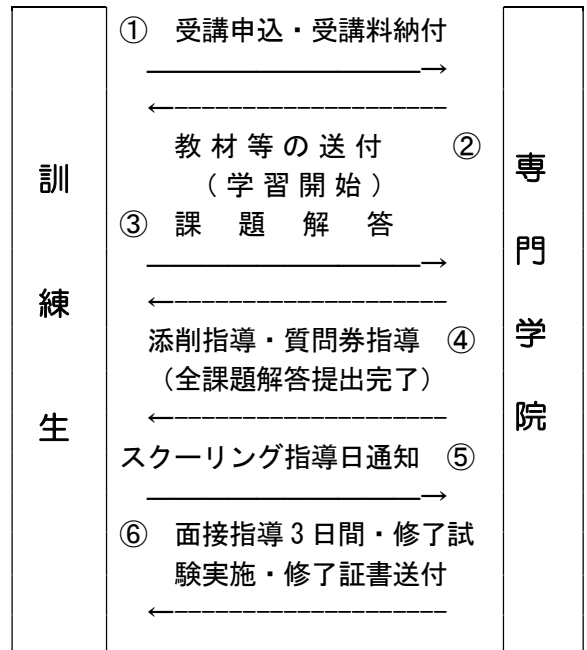 ① 受講申込・受講料納付
教材等の送付 ②
（学習開始）
③ 課題解答
添削指導・質問券指導 ④
（全課題解答提出完了）
スクーリング指導日通知 ⑤
⑥ 面接指導３日間・修了試
験実施・修了証書送付
訓練生
専門学院